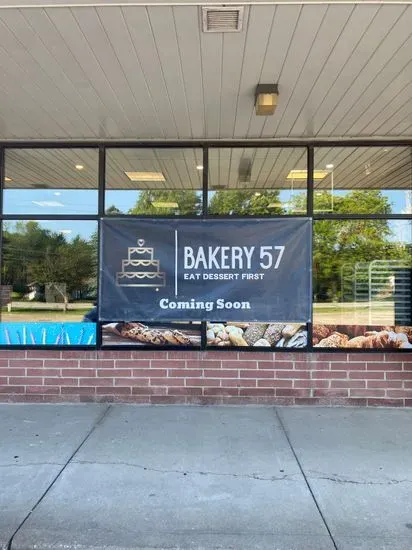 BAKERY 57
EAT DESSERT FIRST
Coming Soon